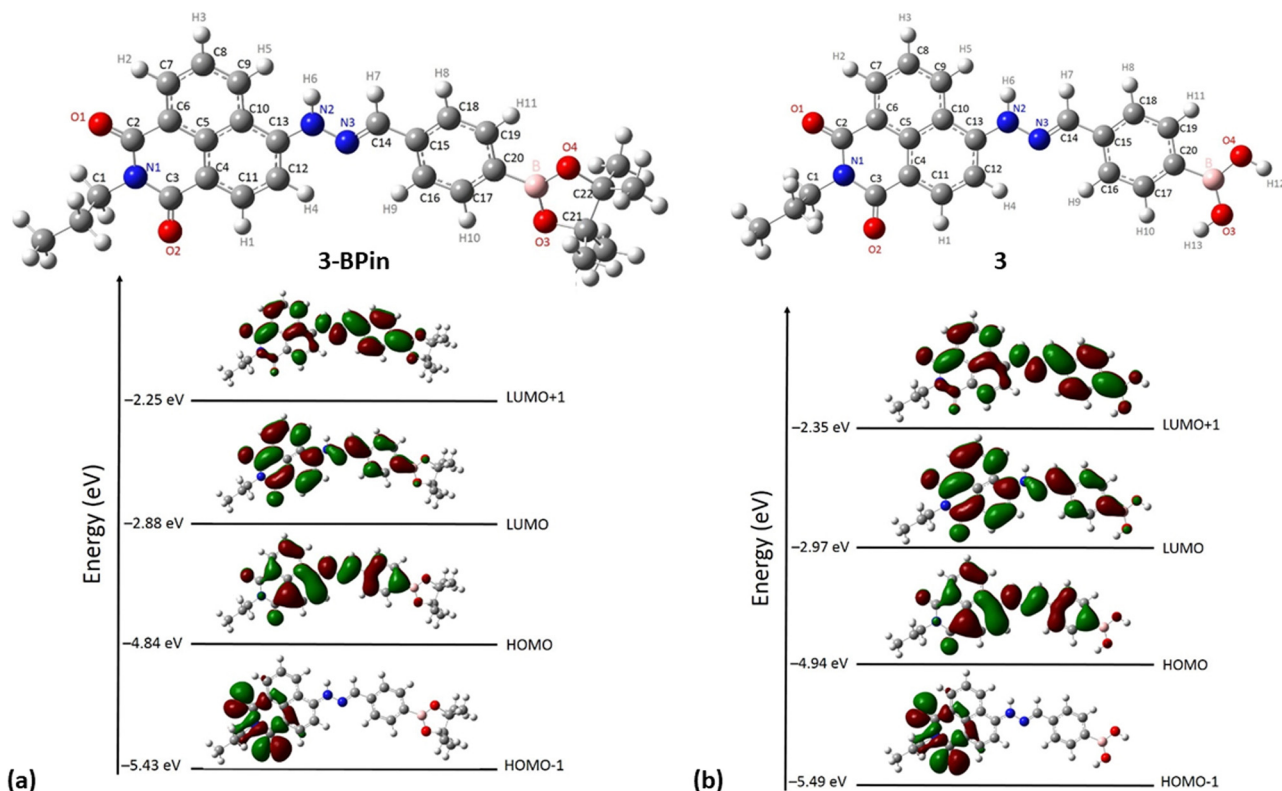 H3
H2
C8
H5
C7
C9
H6
H7
H8
C6
C10
N2
C18
H11
O1
C2
C5
C13
N3
C14
C19
N1
C4
C15
C20
B
O4
C1
C3
C11
C12
C16
C17
C22
H4
H9
C21
O2
H1
H10
O3
3-BPin
H3
H2
C8
H5
C7
C9
H6
H7
H8
O1
C6
C10
N2
C18
H11
C2
C5
C13
N3
C14
C19
O4
N1
C4
C15
C20
B
C1
C3
C11
C12
C16
C17
H12
H4
H9
O3
O2
H1
H10
H13
3
Energy (eV)
−2.25 eV
LUMO+1
−2.88 eV
LUMO
−4.84 eV
HOMO
−5.43 eV
HOMO-1
(a)
Energy (eV)
−2.35 eV
LUMO+1
−2.97 eV
LUMO
−4.94 eV
HOMO
−5.49 eV
HOMO-1
(b)